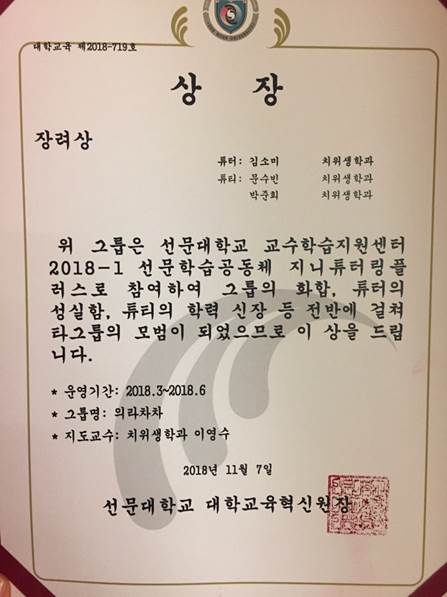 대학교육 제2018-719호
상 장
장려상
튜터: 김소미 치위생학과
튜티: 문수빈 치위생학과
박준희 치위생학과
위 그룹은 선문대학교 교수학습지원센터
2018-1 선문학습공동체 지니튜터링플
러스로 참여하여 그룹의 화합, 튜터의
성실함, 튜티의 학력 신장 등 전반에 걸쳐
타그룹의 모범이 되었으므로 이 상을 드립
니다.
* 운영기간: 2018.3~2018.6
* 그룹명: 의라차차
* 지도교수: 치위생학과 이영수
2018년 11월 7일
선문대학교 대학교육혁신원장